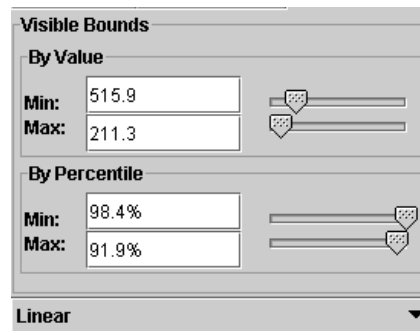 Visible Bounds
By Value
Min: 515.9
Max: 211.3
By Percentile
Min: 98.4%
Max: 91.9%
Linear